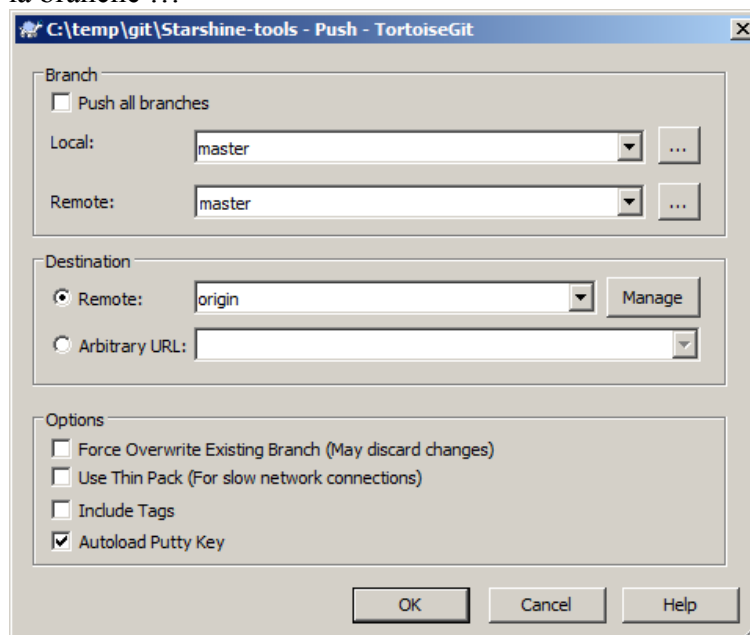 la branche ...
C:\temp\git\Starshine-tools - Push - TortoiseGit
Branch
Push all branches
Local:
master
...
Remote:
master
...
Destination
Remote:
origin
Manage
Arbitrary URL:
Options
Force Overwrite Existing Branch (May discard changes)
Use Thin Pack (For slow network connections)
Include Tags
Autoload Putty Key
OK
Cancel
Help